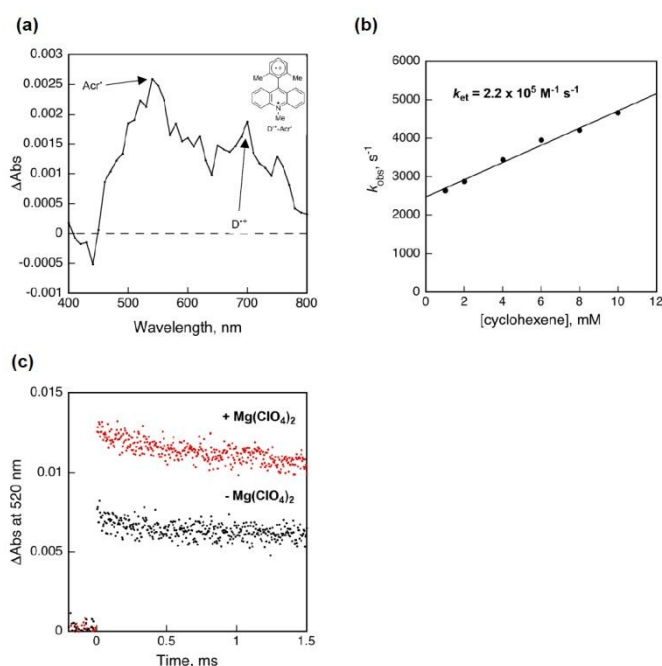 (a)
0.003
0.0025
0.002
0.0015
0.001
0.0005
0
-0.0005
-0.001
ΔAbs
Acr•
D•+
Me
Me
N
Me
D•+-Acr•
400 500 600 700 800
Wavelength, nm
(b)
6000
5000
4000
3000
2000
1000
0
kobs, s-1
ket = 2.2 x 10⁵ M-1 s-1
0 2 4 6 8 10 12
[cyclohexene], mM
(c)
0.015
0.01
0.005
0
ΔAbs at 520 nm
+ Mg(ClO4)2
- Mg(ClO4)2
0 0.5 1 1.5
Time, ms